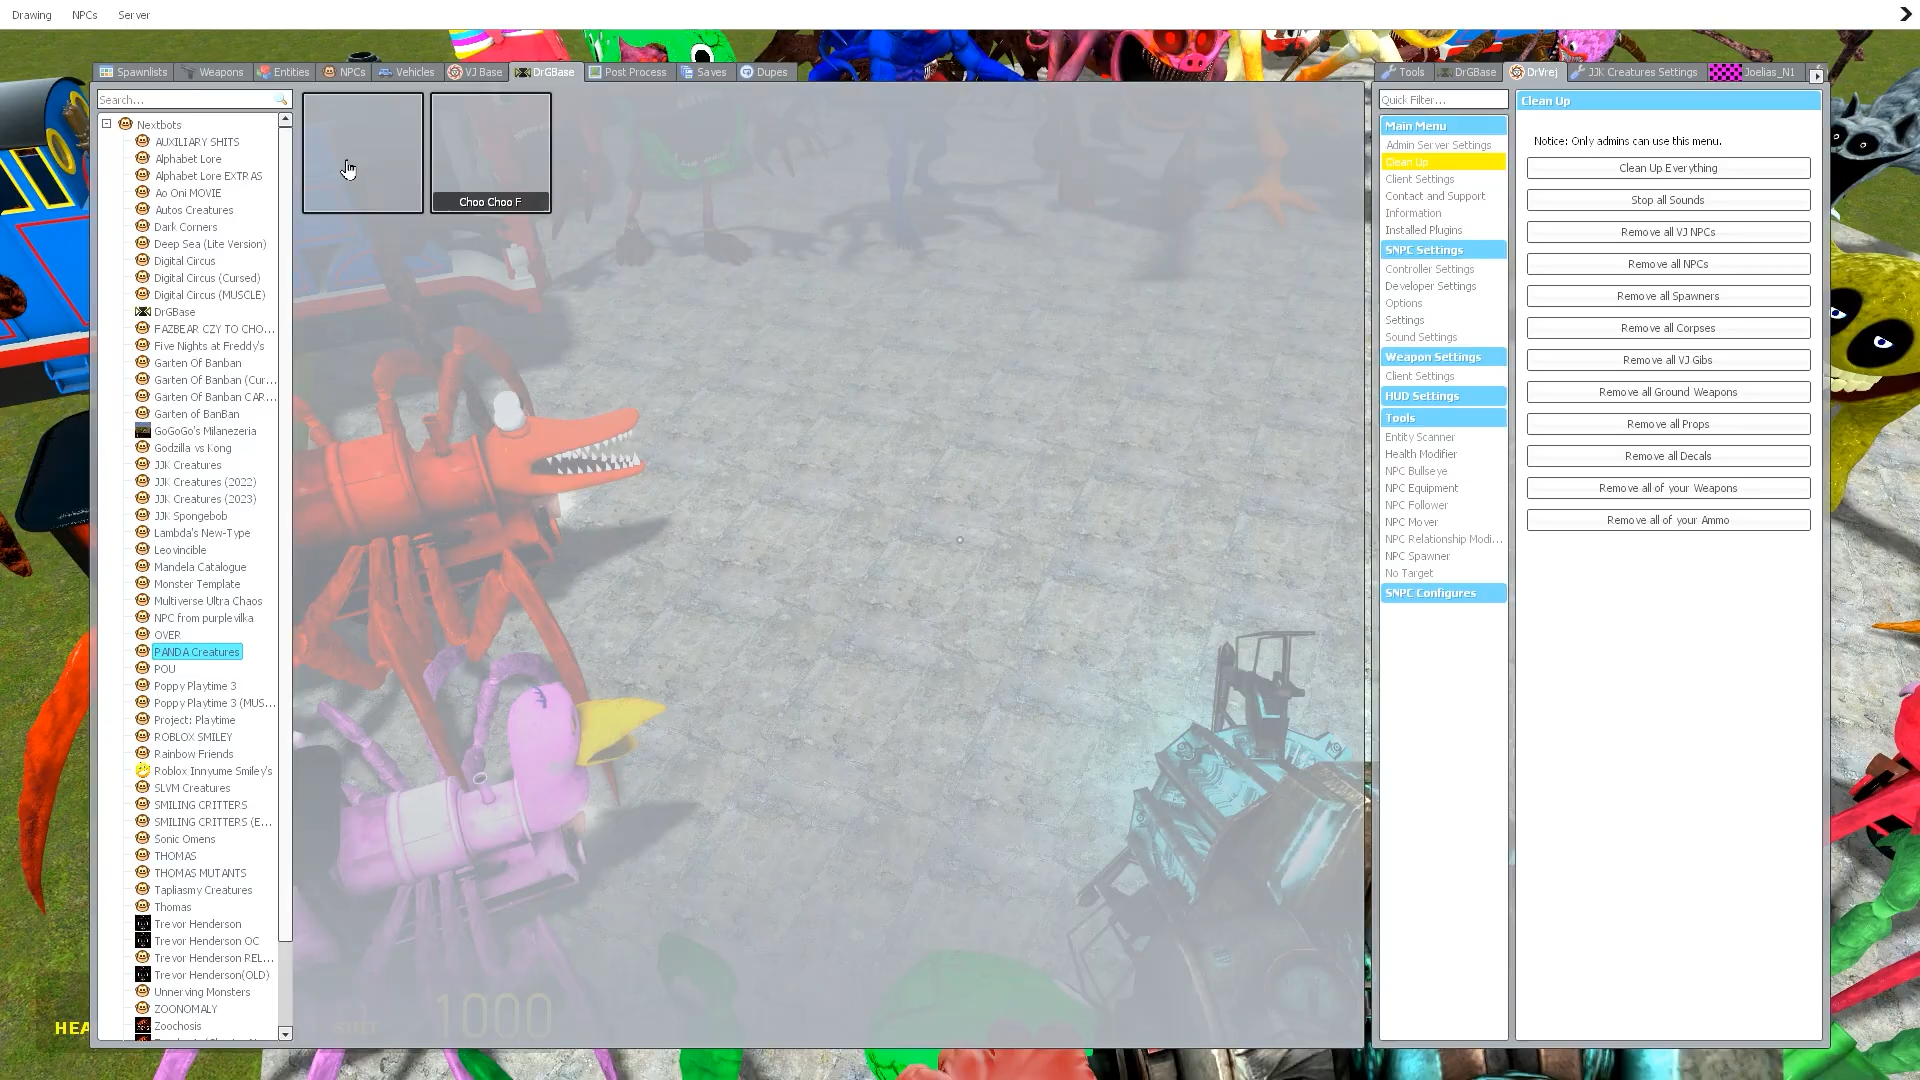 Drawing NPCs Server
Spawnlists Weapons Entities NPCs Vehicles VJ Base DrGBase Post Process Saves Dupes
Tools DrGBase DrVrej JJK Creatures Settings Joelias_N1
Search...
Nextbots
AUXILIARY SHITS
Alphabet Lore
Alphabet Lore EXTRAS
Ao Oni MOVIE
Autos Creatures
Dark Corners
Deep Sea (Lite Version)
Digital Circus
Digital Circus (Cursed)
Digital Circus (MUSCLE)
DrGBase
FAZBEAR CZY TO CHO...
Five Nights at Freddy's
Garten Of Banban
Garten Of Banban (Cur...
Garten Of Banban CAR...
Garten of BanBan
GoGoGo's Milanezeria
Godzilla vs Kong
JJK Creatures
JJK Creatures (2022)
JJK Creatures (2023)
JJK Spongebob
Lambda's New-Type
Leovincible
Mandela Catalogue
Monster Template
Multiverse Ultra Chaos
NPC from purplevilka
OVER
PANDA Creatures
POU
Poppy Playtime 3
Poppy Playtime 3 (MUS...
Project: Playtime
ROBLOX SMILEY
Rainbow Friends
Roblox Innyume Smiley's
SLVM Creatures
SMILING CRITTERS
SMILING CRITTERS (E...
Sonic Omens
THOMAS
THOMAS MUTANTS
Tapliasmy Creatures
Thomas
Trevor Henderson
Trevor Henderson OC
Trevor Henderson REL...
Trevor Henderson(OLD)
Unnerving Monsters
ZOONOMALY
Zoochosis
Choo Choo F
HEA
SUIT 1000
Quick Filter...
Main Menu
Admin Server Settings
Clean Up
Client Settings
Contact and Support
Information
Installed Plugins
SNPC Settings
Controller Settings
Developer Settings
Options
Settings
Sound Settings
Weapon Settings
Client Settings
HUD Settings
Tools
Entity Scanner
Health Modifier
NPC Bullseye
NPC Equipment
NPC Follower
NPC Mover
NPC Relationship Modi...
NPC Spawner
No Target
SNPC Configures
Clean Up
Notice: Only admins can use this menu.
Clean Up Everything
Stop all Sounds
Remove all VJ NPCs
Remove all NPCs
Remove all Spawners
Remove all Corpses
Remove all VJ Gibs
Remove all Ground Weapons
Remove all Props
Remove all Decals
Remove all of your Weapons
Remove all of your Ammo